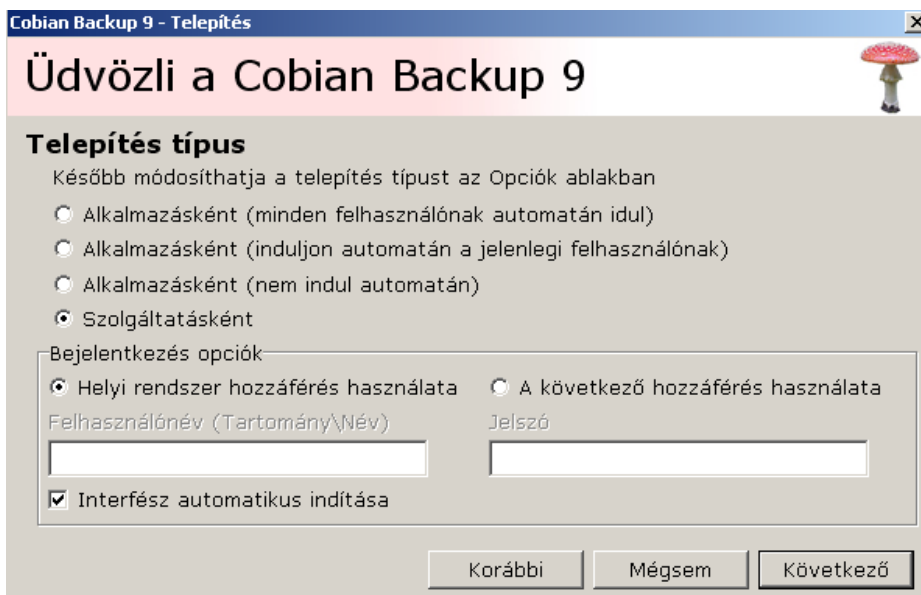 Cobian Backup 9 - Telepítés
Üdvözli a Cobian Backup 9
Telepítés típus
Később módosíthatja a telepítés típust az Opciók ablakban
Alkalmazásként (minden felhasználónak automatán idul)
Alkalmazásként (induljon automatán a jelenlegi felhasználónak)
Alkalmazásként (nem indul automatán)
Szolgáltatásként
Bejelentkezés opciók
Helyi rendszer hozzáférés használata
A következő hozzáférés használata
Felhasználónév (Tartomány\Név)
Jelszó
Interfész automatikus indítása
Korábbi
Mégsem
Következő